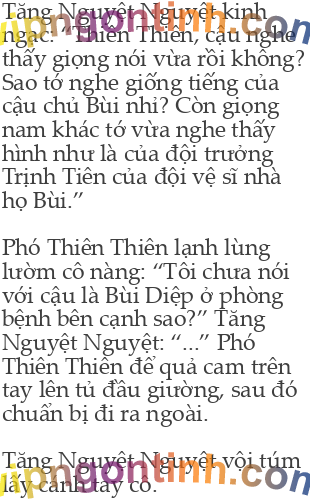 Tăng Nguyệt Nguyệt kinh
ngạc: “Thiên Thiên, cậu nghe
thấy giọng nói vừa rồi không?
Sao tớ nghe giống tiếng của
cậu chủ Bùi nhỉ? Còn giọng
nam khác tớ vừa nghe thấy
hình như là của đội trưởng
Trịnh Tiên của đội vệ sĩ nhà
họ Bùi.”
Phó Thiên Thiên lạnh lùng
lườm cô nàng: “Tôi chưa nói
với cậu là Bùi Diệp ở phòng
bệnh bên cạnh sao?” Tăng
Nguyệt Nguyệt: “...” Phó
Thiên Thiên để quả cam trên
tay lên tủ đầu giường, sau đó
chuẩn bị đi ra ngoài.
Tăng Nguyệt Nguyệt vội túm
lấy cánh tay cô.
vipngontinh.com
vipngontinh.com